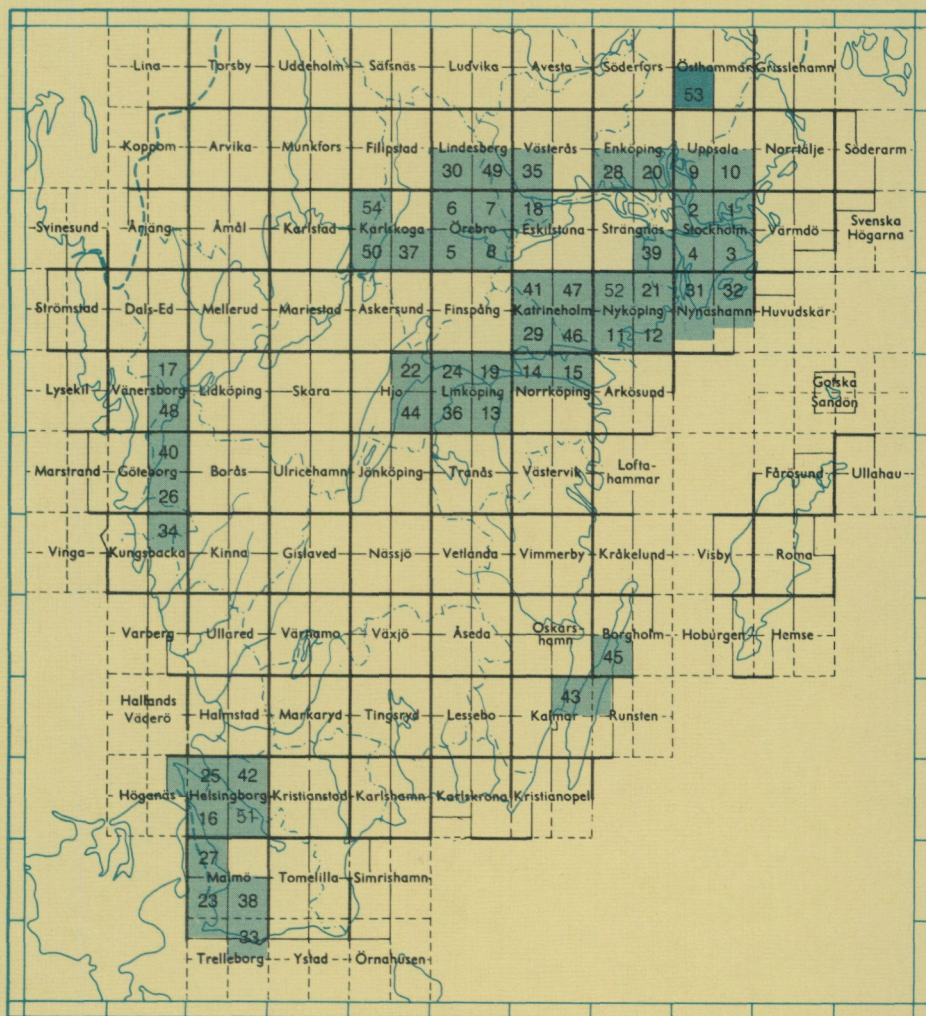 Lina Torsby Uddeholm Säfsnäs Ludvika Avesta Söderfors Östhammar Grisslehamn
53
Koppom Arvika Munkfors Filipstad Lindesberg Västerås Enköping Uppsala Norrtälje Söderarm
30 49 35 28 20 9 10
54 6 7 18 2 1
Svinesund Årjäng Åmål Karlstad Karlskoga Örebro Eskilstuna Strängnäs Stockholm Värmdö Svenska Högarna
50 37 5 8 39 4 3
41 47 52 21 31 32
Strömstad Dals-Ed Mellerud Mariestad Askersund Finspång Katrineholm Nyköping Nynäshamn Huvudskär
29 46 11 12
17 22 24 19 14 15
Lysekil Vänersborg Lidköping Skara Hjo Linköping Norrköping Arkösund Gotska Sandön
48 44 36 13
40
Marstrand Göteborg Borås Ulricehamn Jönköping Tranås Västervik Lofta-hammar Fårösund Ullahau
26
34
Vinga Kungsbacka Kinna Gislaved Nässjö Vetlanda Vimmerby Kråkelund Visby Roma
Varberg Ullared Värnamo Växjö Åseda Oskars-hamn Borgholm Hoburgen Hemse
45
43
Hallands Väderö Halmstad Markaryd Tingsryd Lessebo Kalmar Runsten
25 42
Höganäs Helsingborg Kristianstad Karlshamn Karlskrona Kristianopel
16 51
27
Malmö Tomelilla Simrishamn
23 38
33
Trelleborg Ystad Örnahusen